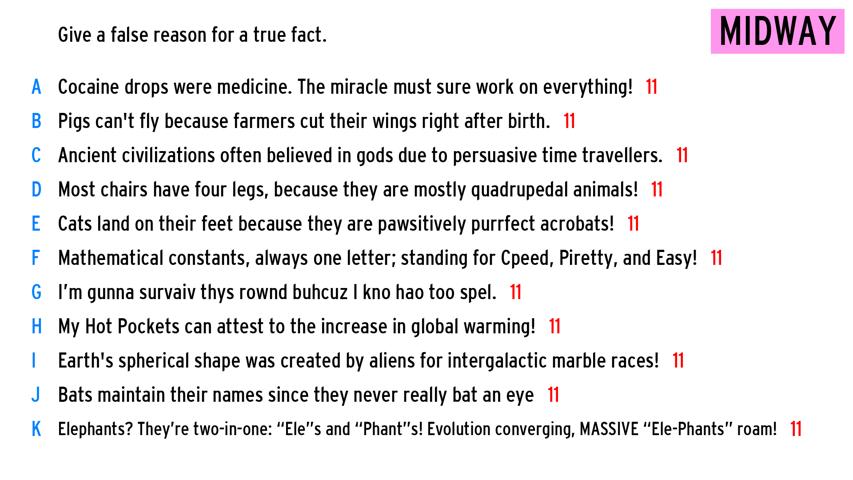 Give a false reason for a true fact.
MIDWAY
A Cocaine drops were medicine. The miracle must sure work on everything! 11
B Pigs can't fly because farmers cut their wings right after birth. 11
C Ancient civilizations often believed in gods due to persuasive time travellers. 11
D Most chairs have four legs, because they are mostly quadrupedal animals! 11
E Cats land on their feet because they are pawsitively purrfect acrobats! 11
F Mathematical constants, always one letter; standing for Cpeed, Piretty, and Easy! 11
G I’m gunna survaiv thys rownd buhcuz I kno hao too spel. 11
H My Hot Pockets can attest to the increase in global warming! 11
I Earth's spherical shape was created by aliens for intergalactic marble races! 11
J Bats maintain their names since they never really bat an eye 11
K Elephants? They’re two-in-one: “Ele”s and “Phant”s! Evolution converging, MASSIVE “Ele-Phants” roam! 11